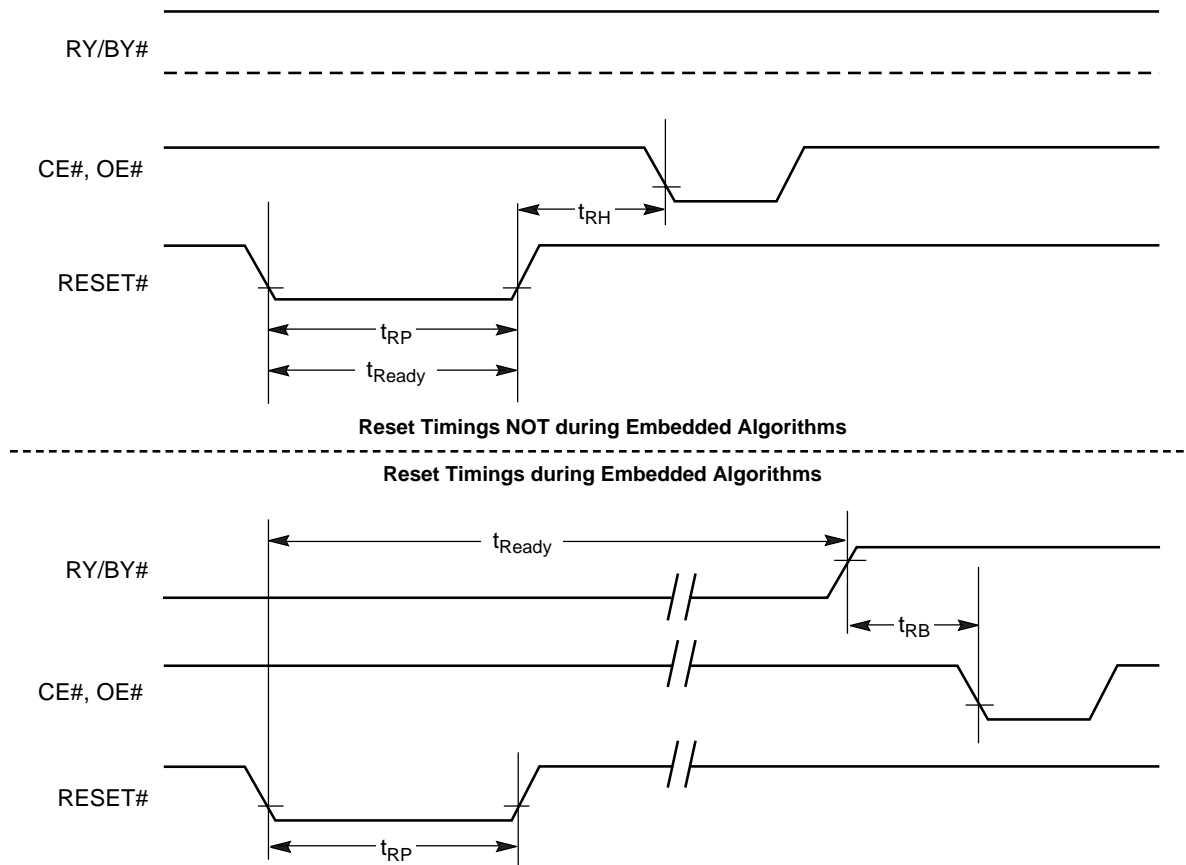 RY/BY#
CE#, OE#
tRH
RESET#
tRP
tReady
Reset Timings NOT during Embedded Algorithms
Reset Timings during Embedded Algorithms
tReady
RY/BY#
tRB
CE#, OE#
RESET#
tRP